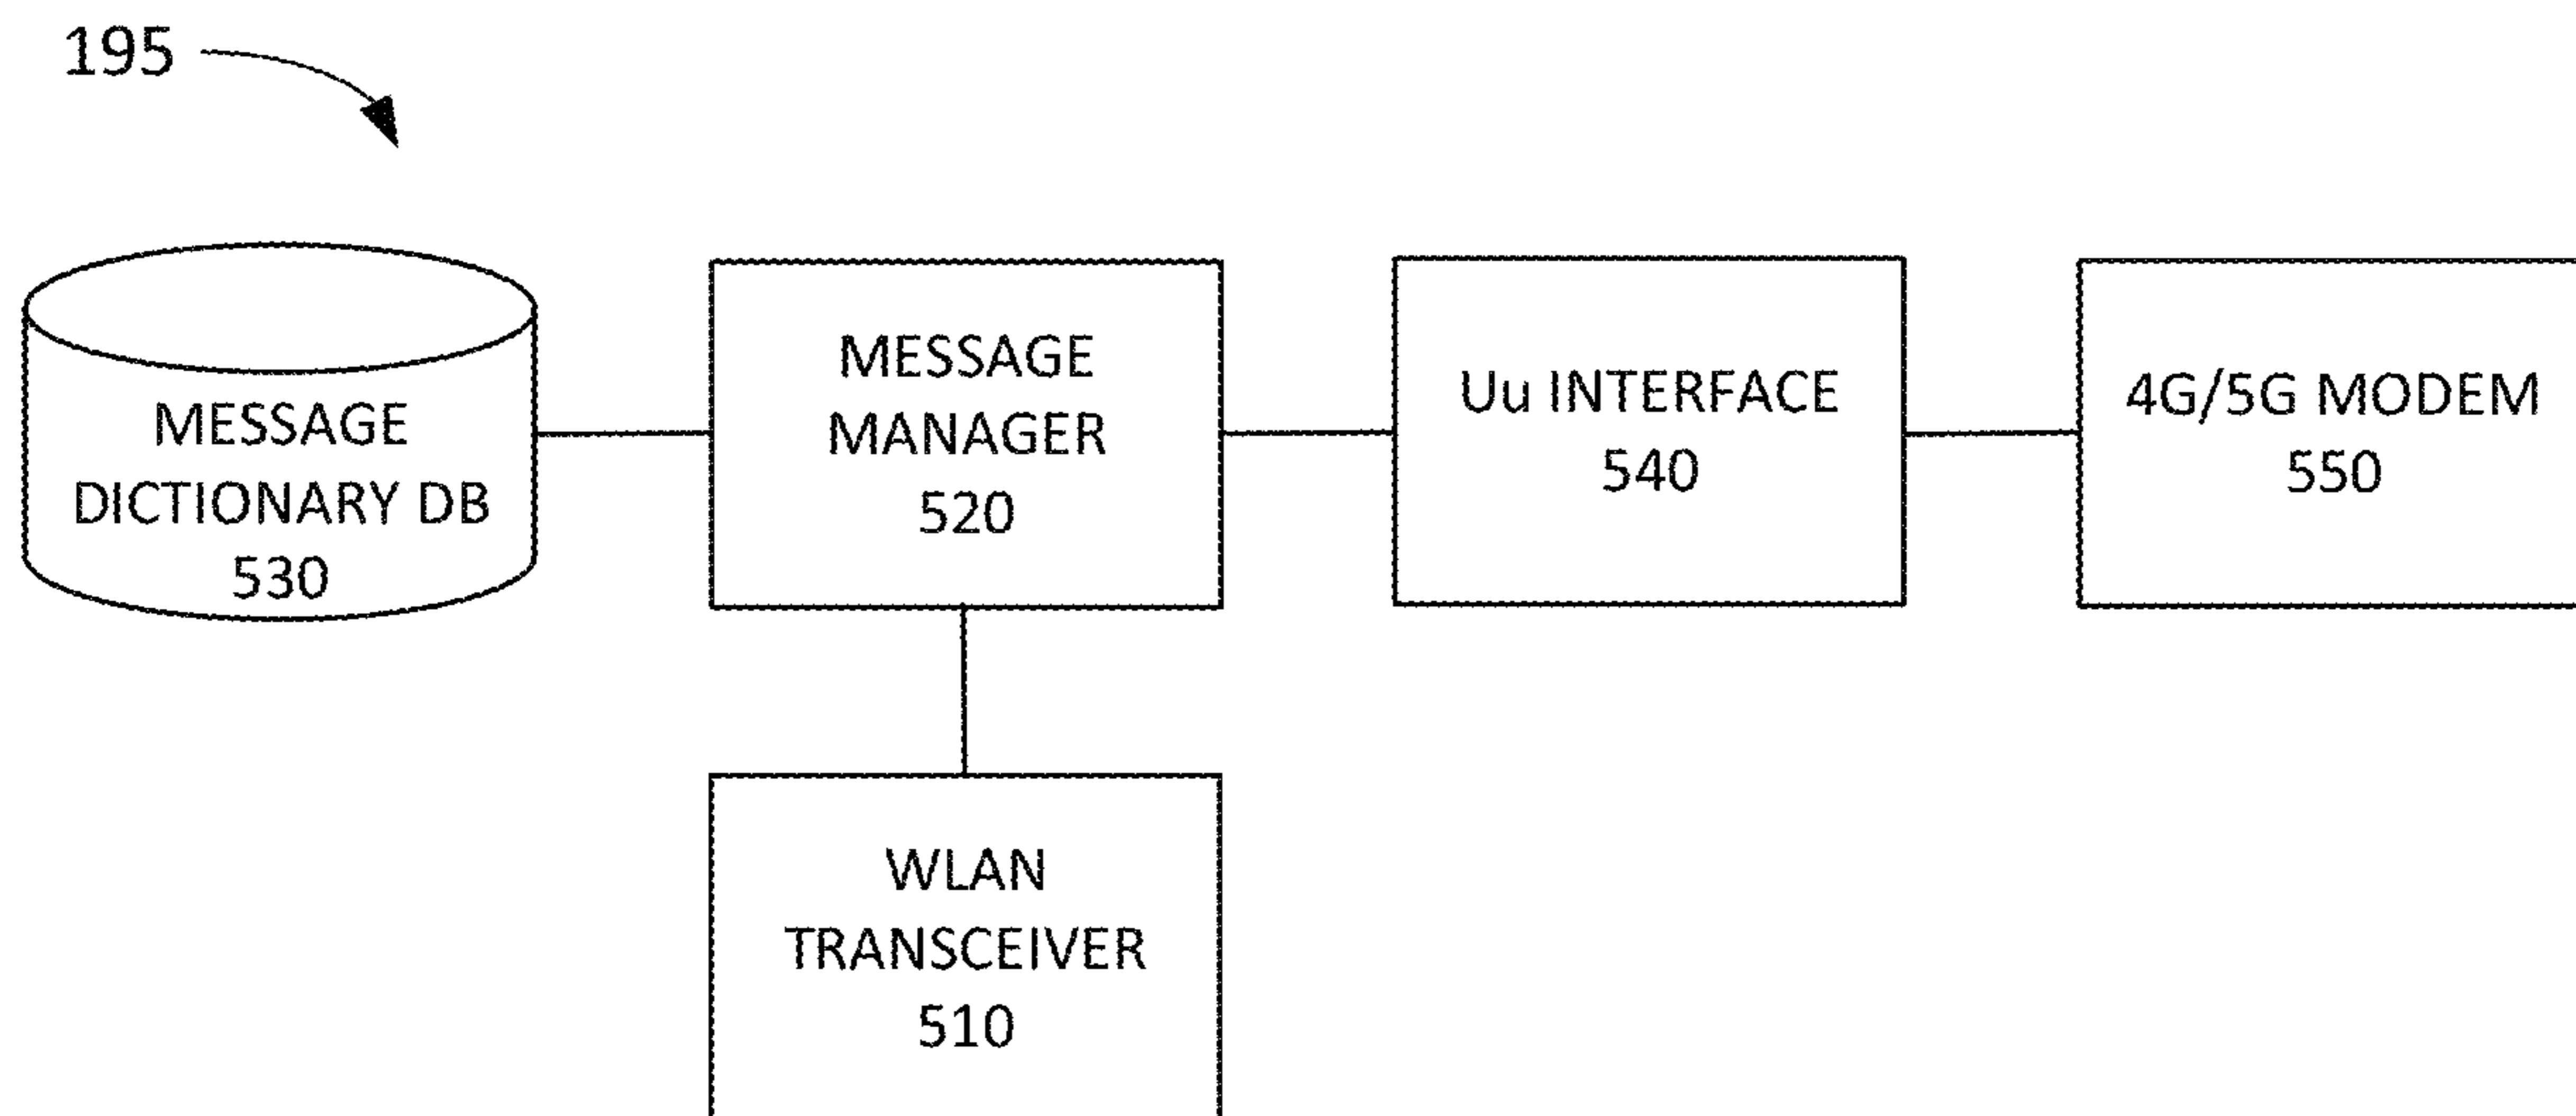 195
MESSAGE
DICTIONARY DB
530
MESSAGE
MANAGER
520
Uu INTERFACE
540
4G/5G MODEM
550
WLAN
TRANSCEIVER
510